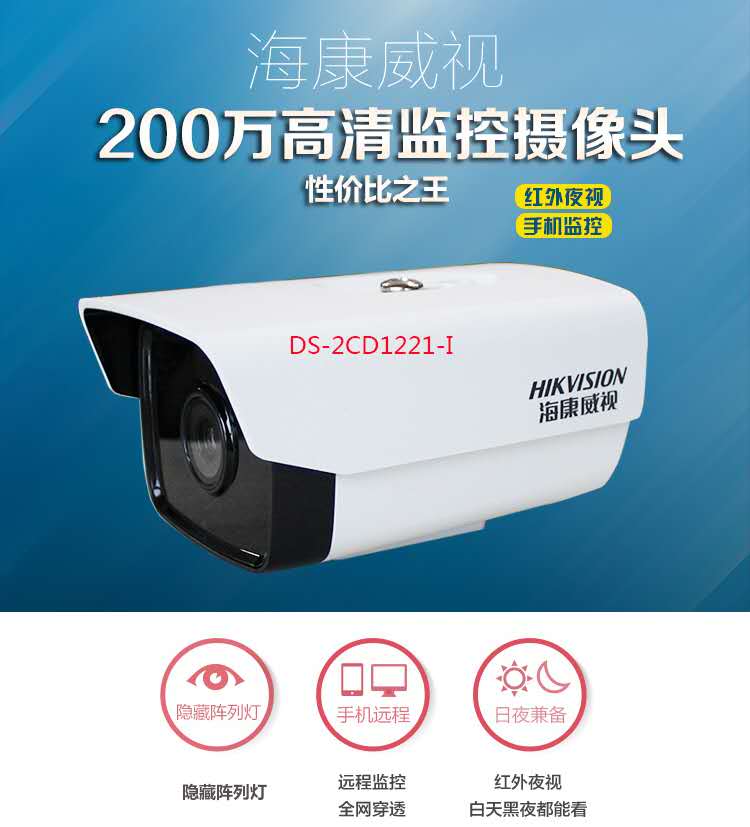 海康威视
200万高清监控摄像头
性价比之王
红外夜视
手机监控
DS-2CD1221-I
HIKVISION
海康威视
隐藏阵列灯
手机远程
日夜兼备
隐藏阵列灯
远程监控
全网穿透
红外夜视
白天黑夜都能看